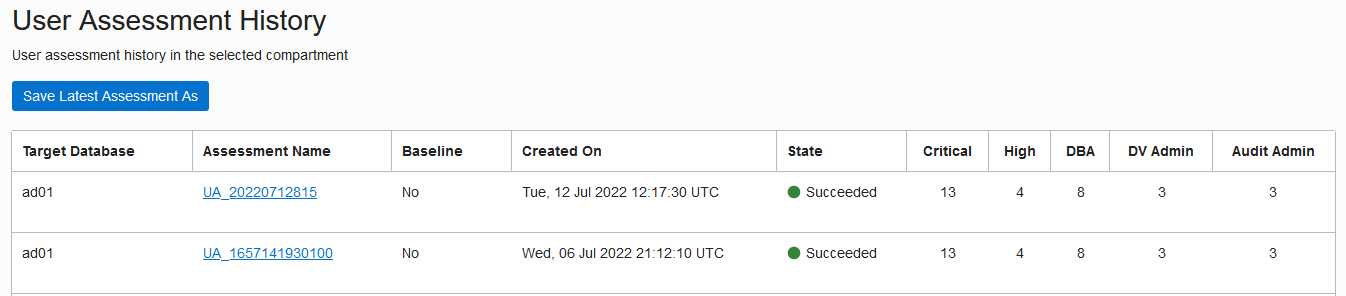 User Assessment History
User assessment history in the selected compartment
Save Latest Assessment As
Target Database Assessment Name Baseline Created On State Critical High DBA DV Admin Audit Admin
ad01 UA_20220712815 No Tue, 12 Jul 2022 12:17:30 UTC Succeeded 13 4 8 3 3
ad01 UA_1657141930100 No Wed, 06 Jul 2022 21:12:10 UTC Succeeded 13 4 8 3 3